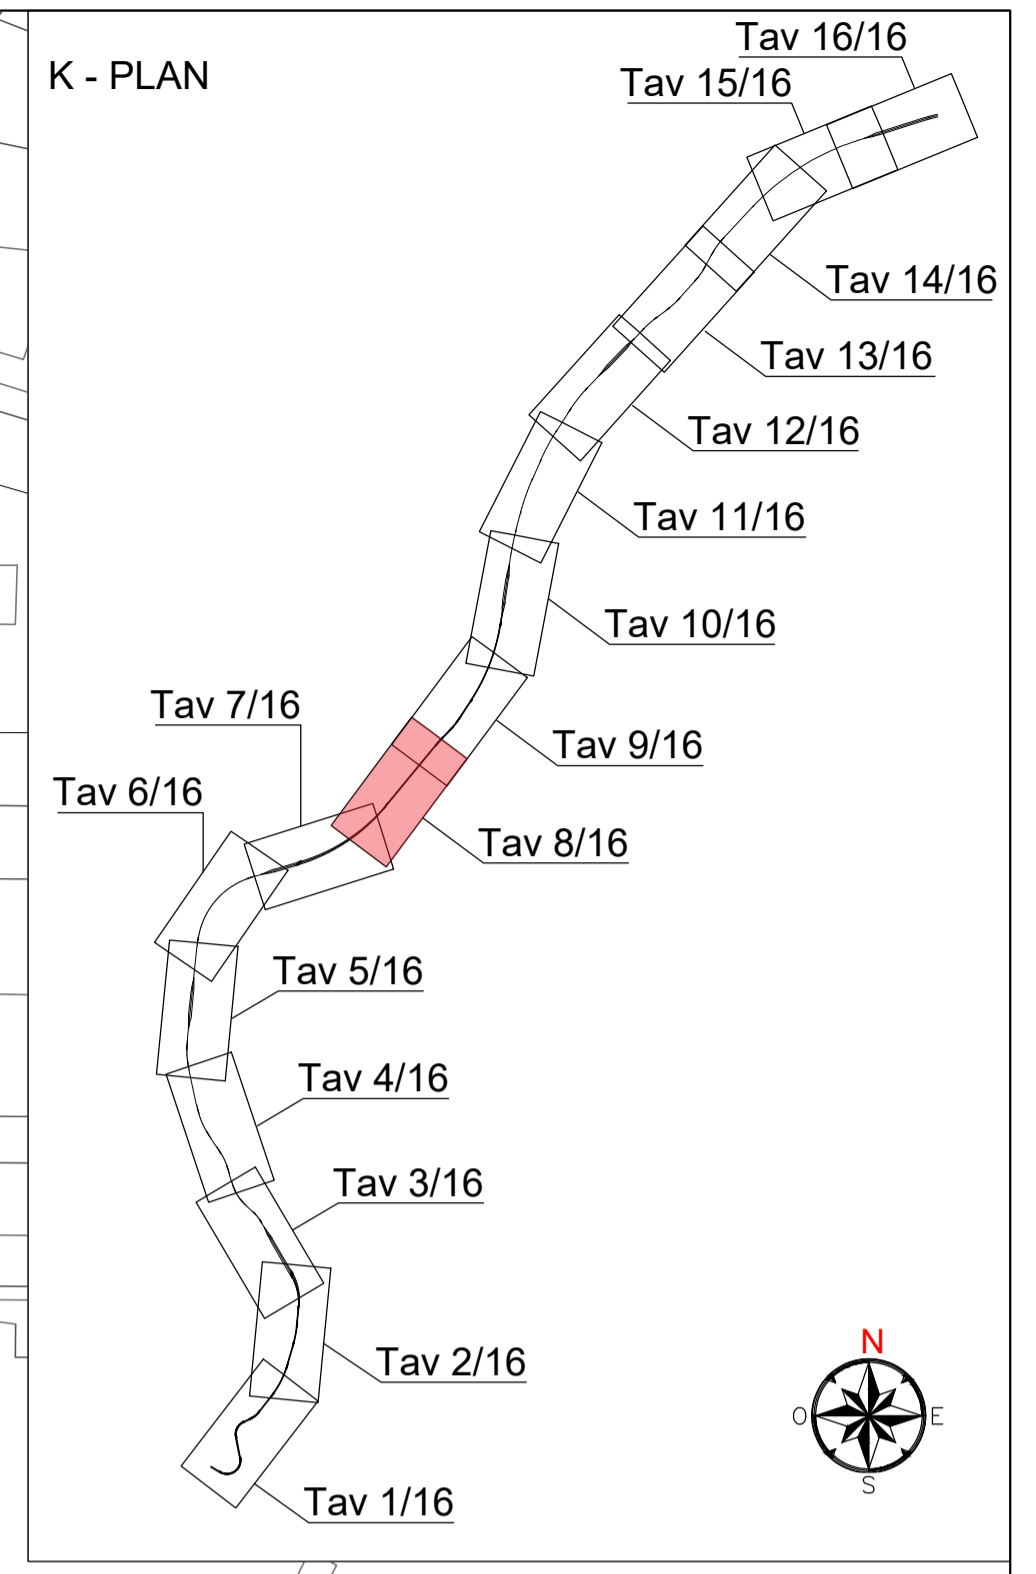 K - PLAN
Tav 16/16
Tav 15/16
Tav 14/16
Tav 13/16
Tav 12/16
Tav 11/16
Tav 10/16
Tav 7/16
Tav 9/16
Tav 6/16
Tav 8/16
Tav 5/16
Tav 4/16
Tav 3/16
Tav 2/16
Tav 1/16
N
O E
S